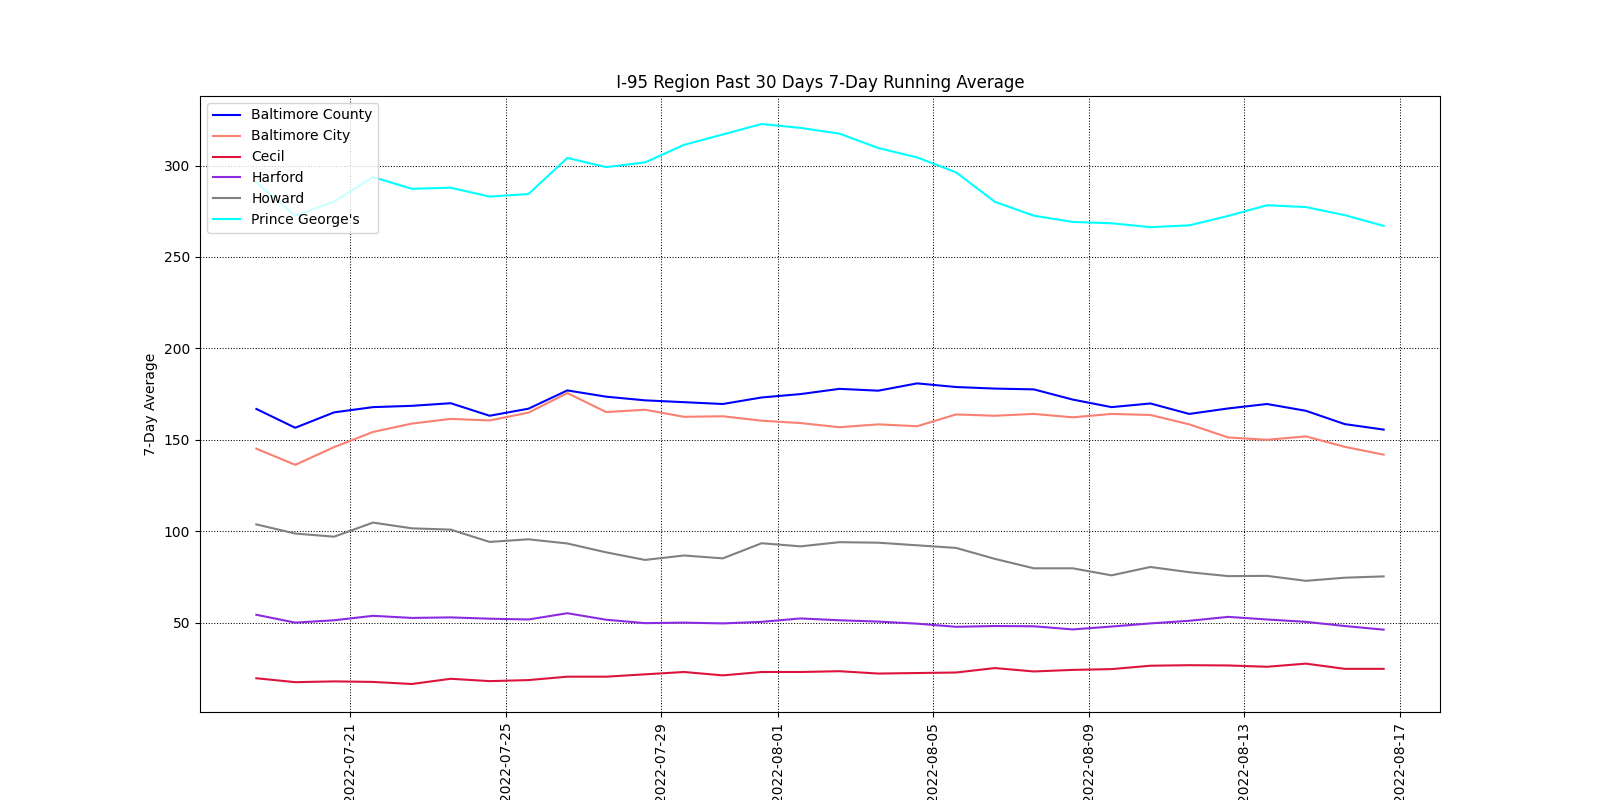 I-95 Region Past 30 Days 7-Day Running Average
Baltimore County
Baltimore City
Cecil
Harford
Howard
Prince George's
300
250
200
150
100
50
7-Day Average
2022-07-21
2022-07-25
2022-07-29
2022-08-01
2022-08-05
2022-08-09
2022-08-13
2022-08-17